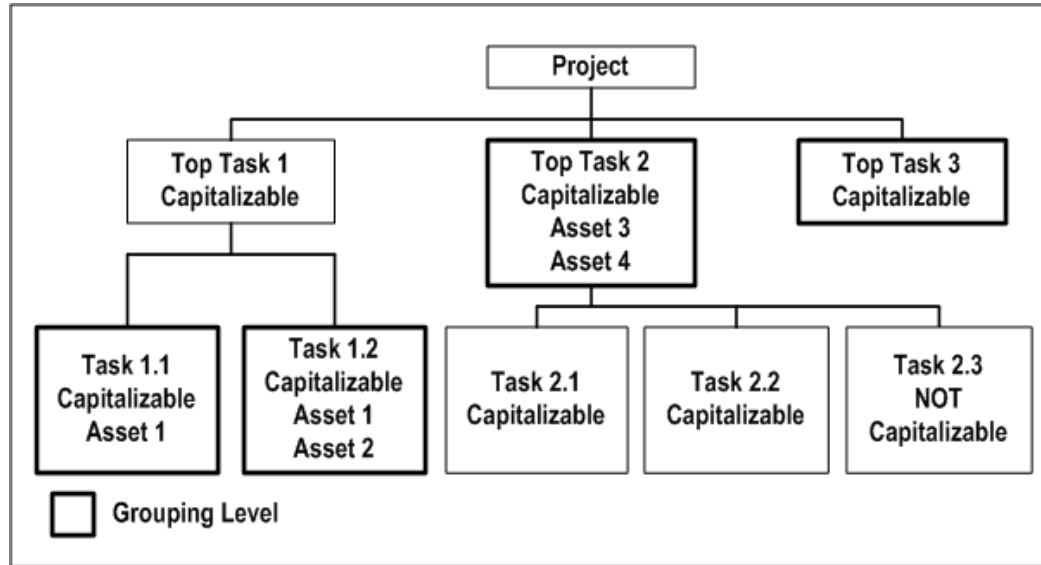 Project
Top Task 1
Capitalizable
Top Task 2
Capitalizable
Asset 3
Asset 4
Top Task 3
Capitalizable
Task 1.1
Capitalizable
Asset 1
Task 1.2
Capitalizable
Asset 1
Asset 2
Task 2.1
Capitalizable
Task 2.2
Capitalizable
Task 2.3
NOT
Capitalizable
Grouping Level